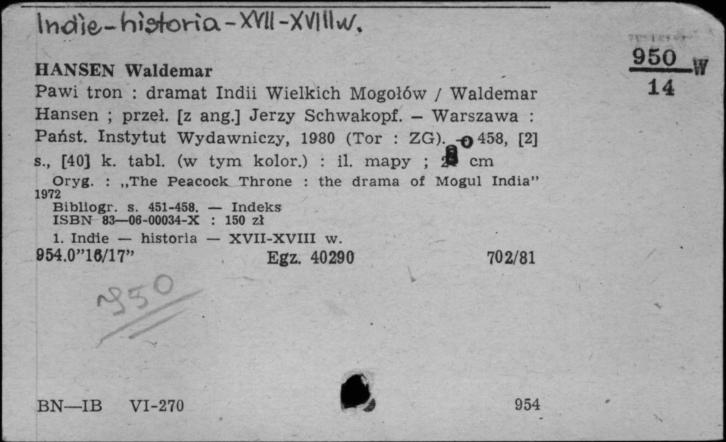 Indie-historia-XVII-XVIIIw.
950 W
14
HANSEN Waldemar
Pawi tron : dramat Indii Wielkich Mogołów / Waldemar
Hansen ; przeł. [z ang.] Jerzy Schwakopf. — Warszawa :
Państ. Instytut Wydawniczy, 1980 (Tor : ZG). — 458, [2]
s., [40] k. tabl. (w tym kolor.) : il. mapy ; cm
Oryg. : „The Peacock Throne : the drama of Mogul India”
1972
Bibliogr. s. 451-458. — Indeks
ISBN 83—06-00034-X : 150 zł
1. Indie — historia — XVII-XVIII w.
954.0”16/17” Egz. 40290 702/81
950
BN—IB VI-270 954